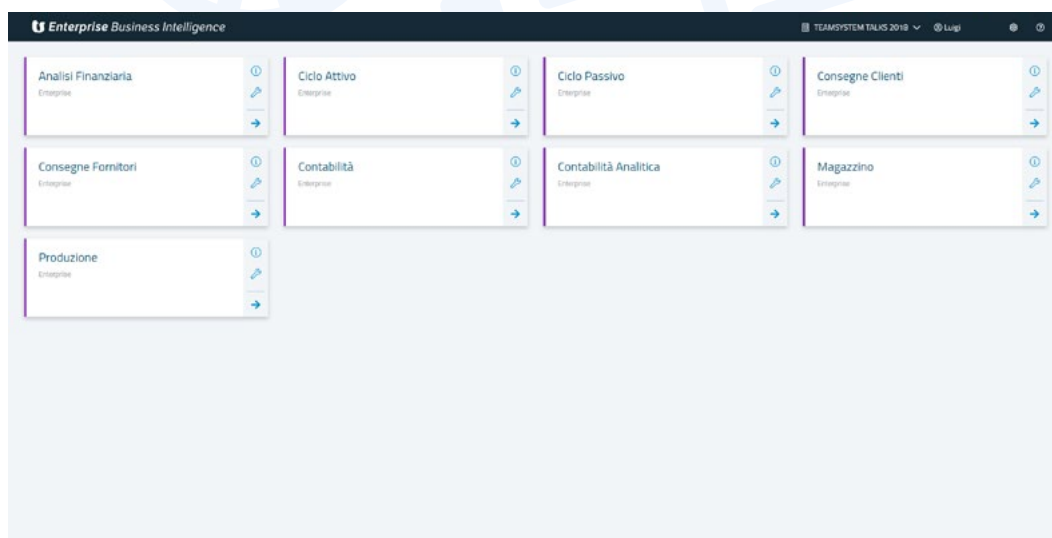 Enterprise Business Intelligence
TEAMSYSTEM TALKS 2018 Luigi
Analisi Finanziaria
Enterprise
Ciclo Attivo
Enterprise
Ciclo Passivo
Enterprise
Consegne Clienti
Enterprise
Consegne Fornitori
Enterprise
Contabilità
Enterprise
Contabilità Analitica
Enterprise
Magazzino
Enterprise
Produzione
Enterprise